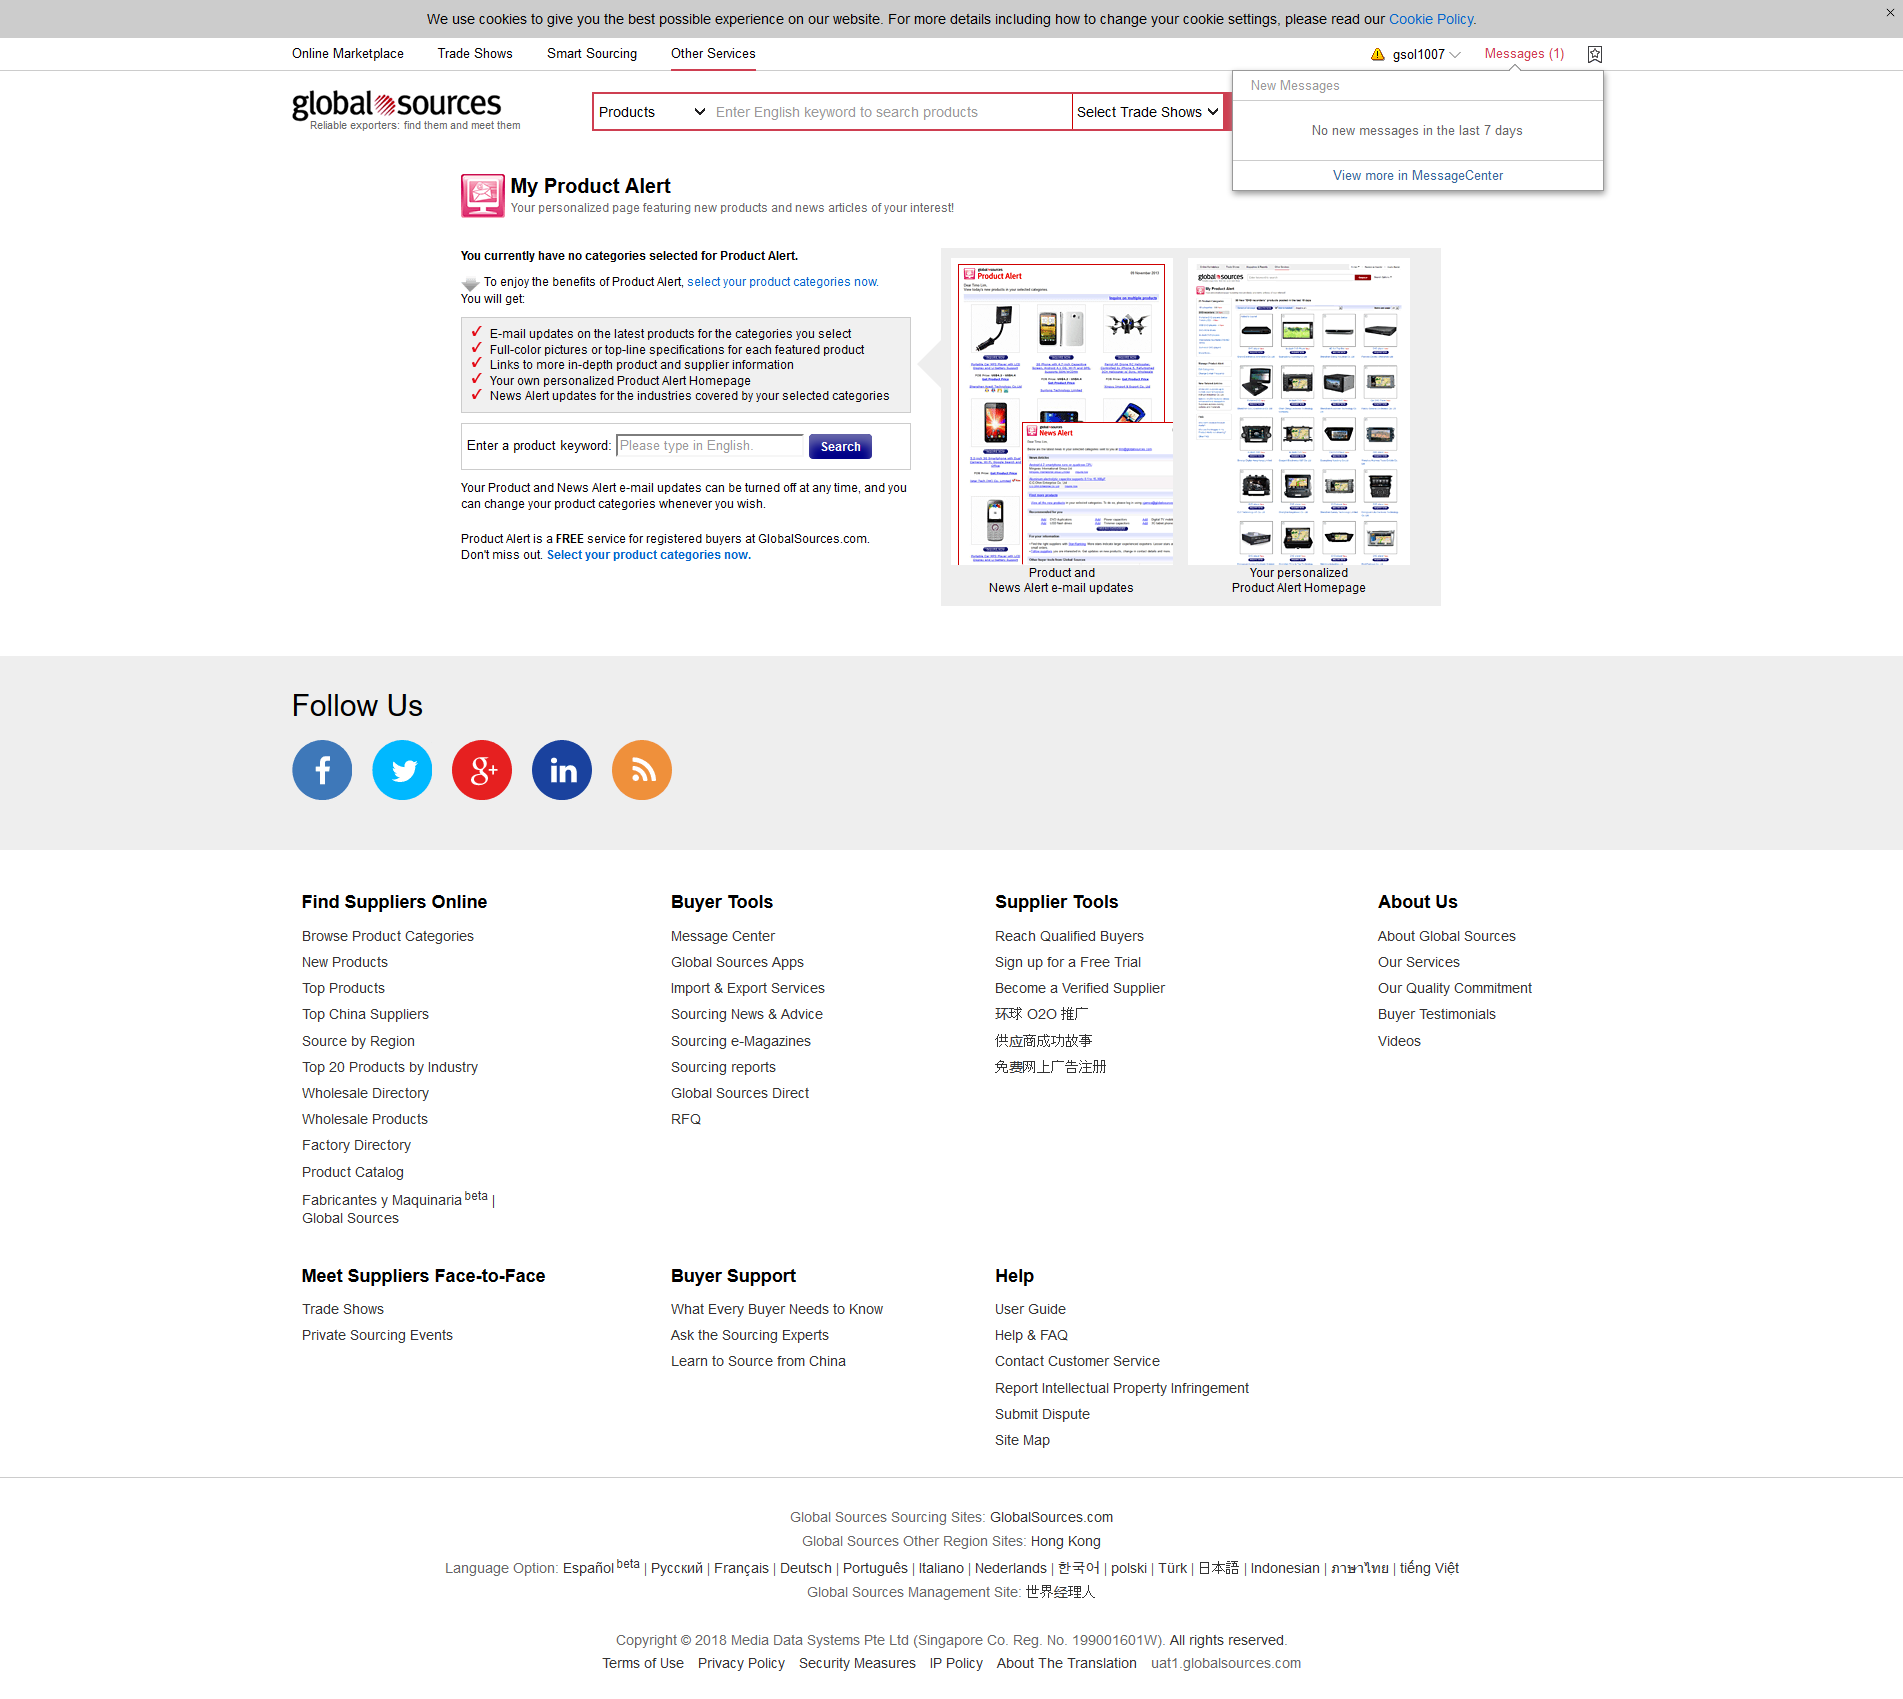 We use cookies to give you the best possible experience on our website. For more details including how to change your cookie settings, please read our Cookie Policy.
Online Marketplace Trade Shows Smart Sourcing Other Services
gsol1007 Messages (1)
New Messages
No new messages in the last 7 days
View more in MessageCenter
global sources
Reliable exporters: find them and meet them
Products Enter English keyword to search products Select Trade Shows
My Product Alert
Your personalized page featuring new products and news articles of your interest!
You currently have no categories selected for Product Alert.
To enjoy the benefits of Product Alert, select your product categories now.
You will get:
E-mail updates on the latest products for the categories you select
Full-color pictures or top-line specifications for each featured product
Links to more in-depth product and supplier information
Your own personalized Product Alert Homepage
News Alert updates for the industries covered by your selected categories
Enter a product keyword: Please type in English. Search
Your Product and News Alert e-mail updates can be turned off at any time, and you
can change your product categories whenever you wish.
Product Alert is a FREE service for registered buyers at GlobalSources.com.
Don't miss out. Select your product categories now.
global sources
Product Alert
News Alert
Product and
News Alert e-mail updates
global sources
My Product Alert
Your personalized
Product Alert Homepage
Follow Us
Find Suppliers Online
Browse Product Categories
New Products
Top Products
Top China Suppliers
Source by Region
Top 20 Products by Industry
Wholesale Directory
Wholesale Products
Factory Directory
Product Catalog
Fabricantes y Maquinaria beta |
Global Sources
Buyer Tools
Message Center
Global Sources Apps
Import & Export Services
Sourcing News & Advice
Sourcing e-Magazines
Sourcing reports
Global Sources Direct
RFQ
Supplier Tools
Reach Qualified Buyers
Sign up for a Free Trial
Become a Verified Supplier
环球 O2O 推广
供应商成功故事
免费网上广告注册
About Us
About Global Sources
Our Services
Our Quality Commitment
Buyer Testimonials
Videos
Meet Suppliers Face-to-Face
Trade Shows
Private Sourcing Events
Buyer Support
What Every Buyer Needs to Know
Ask the Sourcing Experts
Learn to Source from China
Help
User Guide
Help & FAQ
Contact Customer Service
Report Intellectual Property Infringement
Submit Dispute
Site Map
Global Sources Sourcing Sites: GlobalSources.com
Global Sources Other Region Sites: Hong Kong
Language Option: Español beta | Русский | Français | Deutsch | Português | Italiano | Nederlands | 한국어 | polski | Türk | 日本語 | Indonesian | ภาษาไทย | tiếng Việt
Global Sources Management Site: 世界经理人
Copyright © 2018 Media Data Systems Pte Ltd (Singapore Co. Reg. No. 199001601W). All rights reserved.
Terms of Use Privacy Policy Security Measures IP Policy About The Translation uat1.globalsources.com